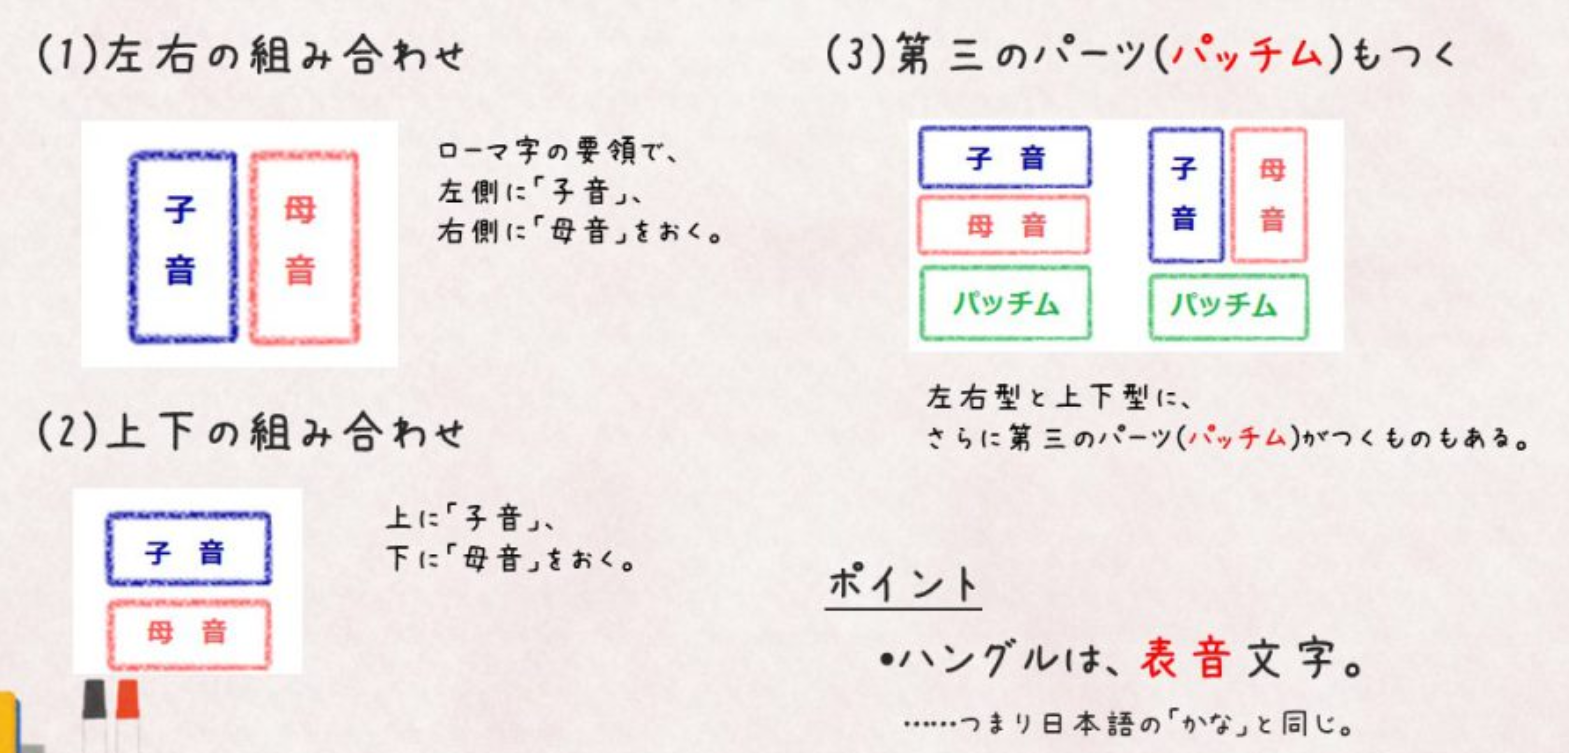 (1)左右の組み合わせ
子音
母音
ローマ字の要領で、
左側に「子音」、
右側に「母音」をおく。
(2)上下の組み合わせ
子音
母音
上に「子音」、
下に「母音」をおく。
(3)第三のパーツ(パッチム)もつく
子音
母音
パッチム
子音
母音
パッチム
左右型と上下型に、
さらに第三のパーツ(パッチム)がつくものもある。
ポイント
•ハングルは、表音文字。
……つまり日本語の「かな」と同じ。